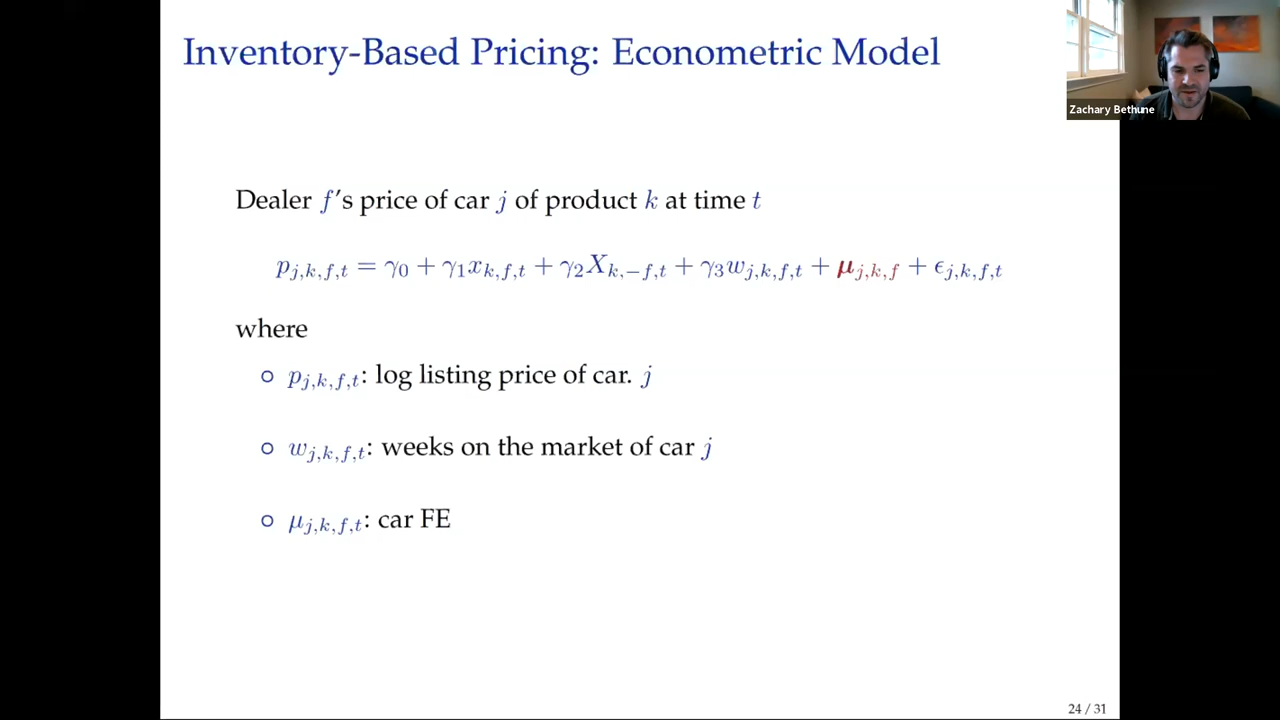 Inventory-Based Pricing: Econometric Model
Zachary Bethune
Dealer f's price of car j of product k at time t
p_{j,k,f,t} = γ_0 + γ_1 x_{k,f,t} + γ_2 X_{k,−f,t} + γ_3 w_{j,k,f,t} + μ_{j,k,f} + ϵ_{j,k,f,t}
where
○ p_{j,k,f,t}: log listing price of car. j
○ w_{j,k,f,t}: weeks on the market of car j
○ μ_{j,k,f,t}: car FE
24 / 31